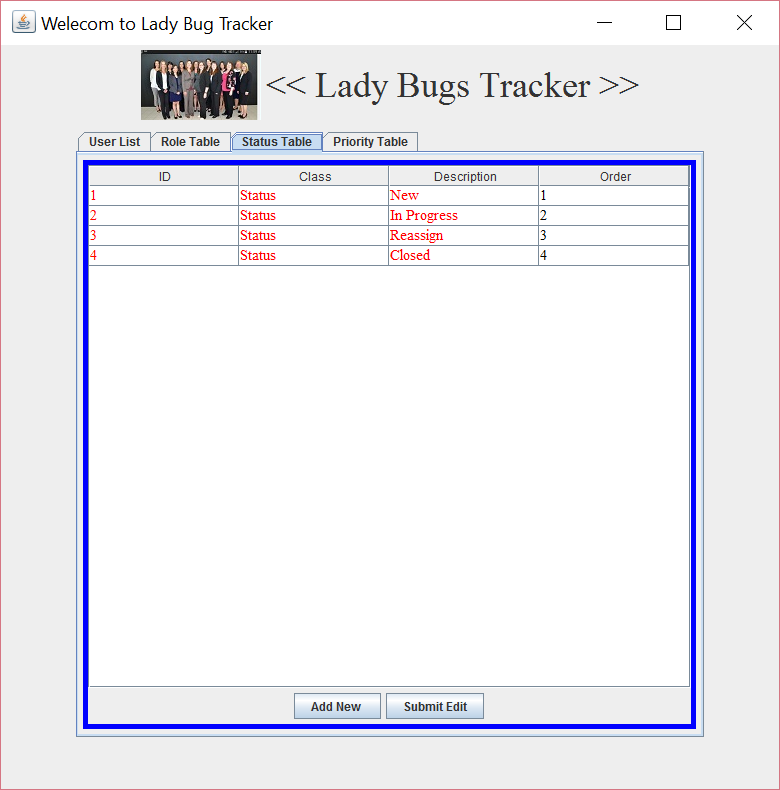 Welecom to Lady Bug Tracker
<< Lady Bugs Tracker >>
User List Role Table Status Table Priority Table
ID Class Description Order
1 Status New 1
2 Status In Progress 2
3 Status Reassign 3
4 Status Closed 4
Add New Submit Edit